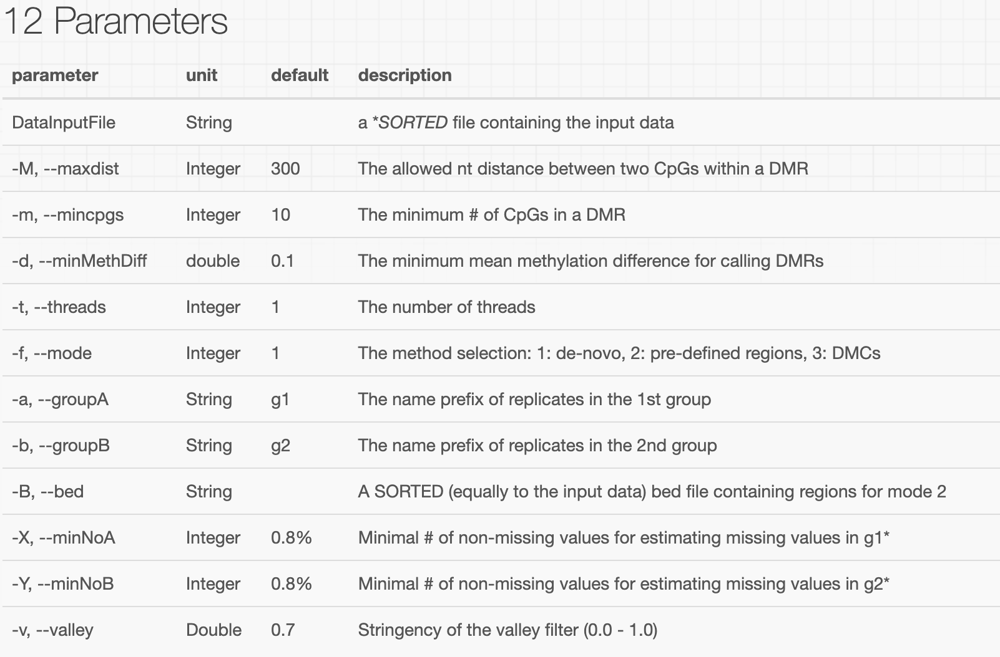 12 Parameters
parameter unit default description
DataInputFile String a *SORTED file containing the input data
-M, --maxdist Integer 300 The allowed nt distance between two CpGs within a DMR
-m, --mincpgs Integer 10 The minimum # of CpGs in a DMR
-d, --minMethDiff double 0.1 The minimum mean methylation difference for calling DMRs
-t, --threads Integer 1 The number of threads
-f, --mode Integer 1 The method selection: 1: de-novo, 2: pre-defined regions, 3: DMCs
-a, --groupA String g1 The name prefix of replicates in the 1st group
-b, --groupB String g2 The name prefix of replicates in the 2nd group
-B, --bed String A SORTED (equally to the input data) bed file containing regions for mode 2
-X, --minNoA Integer 0.8% Minimal # of non-missing values for estimating missing values in g1*
-Y, --minNoB Integer 0.8% Minimal # of non-missing values for estimating missing values in g2*
-v, --valley Double 0.7 Stringency of the valley filter (0.0 - 1.0)